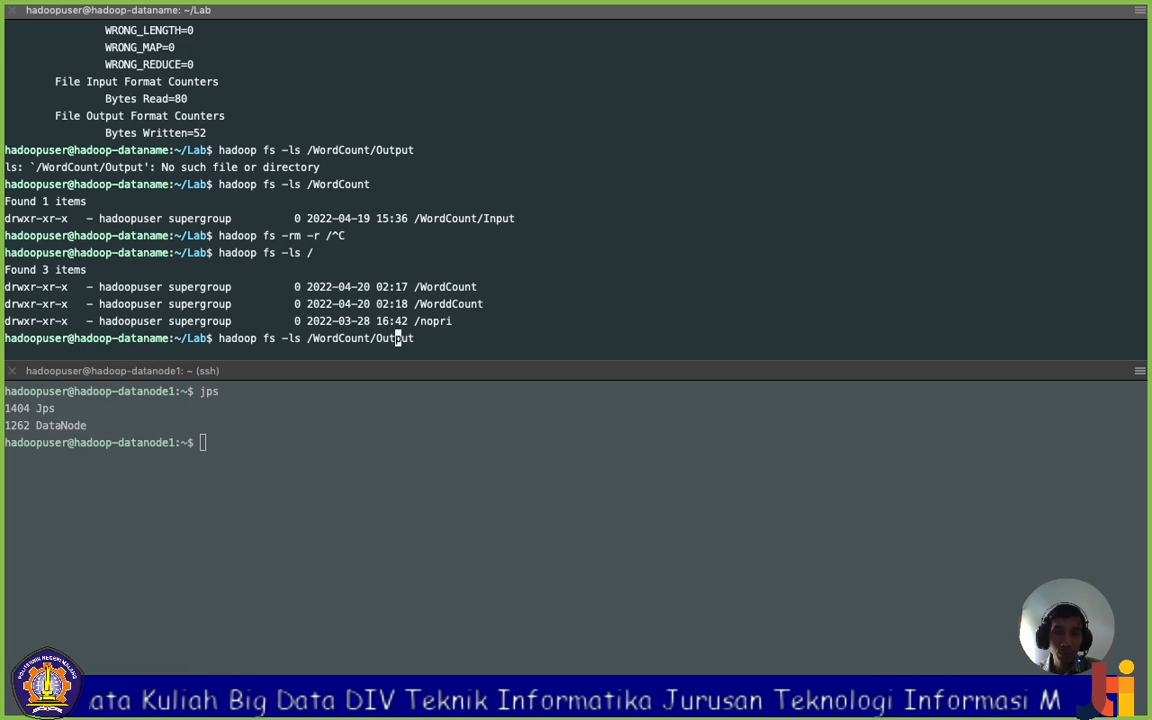 hadoopuser@hadoop-dataname: ~/Lab
WRONG_LENGTH=0
WRONG_MAP=0
WRONG_REDUCE=0
File Input Format Counters
Bytes Read=80
File Output Format Counters
Bytes Written=52
hadoopuser@hadoop-dataname:~/Lab$ hadoop fs -ls /WordCount/Output
ls: `/WordCount/Output': No such file or directory
hadoopuser@hadoop-dataname:~/Lab$ hadoop fs -ls /WordCount
Found 1 items
drwxr-xr-x   - hadoopuser supergroup          0 2022-04-19 15:36 /WordCount/Input
hadoopuser@hadoop-dataname:~/Lab$ hadoop fs -rm -r /^C
hadoopuser@hadoop-dataname:~/Lab$ hadoop fs -ls /
Found 3 items
drwxr-xr-x   - hadoopuser supergroup          0 2022-04-20 02:17 /WordCount
drwxr-xr-x   - hadoopuser supergroup          0 2022-04-20 02:18 /WorddCount
drwxr-xr-x   - hadoopuser supergroup          0 2022-03-28 16:42 /nopri
hadoopuser@hadoop-dataname:~/Lab$ hadoop fs -ls /WordCount/Output
hadoopuser@hadoop-datanode1: ~ (ssh)
hadoopuser@hadoop-datanode1:~$ jps
1404 Jps
1262 DataNode
hadoopuser@hadoop-datanode1:~$
POLITEKNIK NEGERI MALANG
ata Kuliah Big Data DIV Teknik Informatika Jurusan Teknologi Informasi M